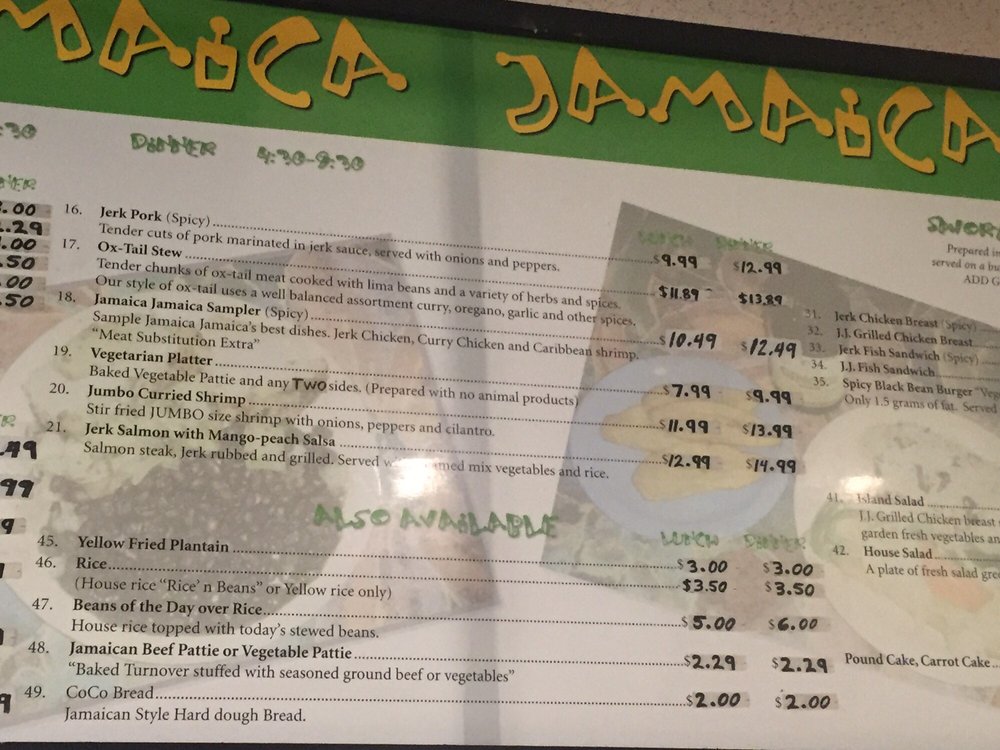 MAICA JAMAICA
:30 DINNER 4:30-8:30
LUNCH DINNER
16. Jerk Pork (Spicy) $9.99 $12.99
Tender cuts of pork marinated in jerk sauce, served with onions and peppers.
17. Ox-Tail Stew $11.89 $13.89
Tender chunks of ox-tail meat cooked with lima beans and a variety of herbs and spices.
Our style of ox-tail uses a well balanced assortment curry, oregano, garlic and other spices.
18. Jamaica Jamaica Sampler (Spicy) $10.49 $12.49
Sample Jamaica Jamaica's best dishes. Jerk Chicken, Curry Chicken and Caribbean shrimp.
"Meat Substitution Extra"
19. Vegetarian Platter $7.99 $9.99
Baked Vegetable Pattie and any TWO sides. (Prepared with no animal products)
20. Jumbo Curried Shrimp $11.99 $13.99
Stir fried JUMBO size shrimp with onions, peppers and cilantro.
21. Jerk Salmon with Mango-peach Salsa $12.99 $14.99
Salmon steak, Jerk rubbed and grilled. Served mix vegetables and rice.
ALSO AVAILABLE
LUNCH DINNER
45. Yellow Fried Plantain $3.00 $3.00
46. Rice $3.50 $3.50
(House rice "Rice' n Beans" or Yellow rice only)
47. Beans of the Day over Rice $5.00 $6.00
House rice topped with today's stewed beans.
48. Jamaican Beef Pattie or Vegetable Pattie $2.29 $2.29
"Baked Turnover stuffed with seasoned ground beef or vegetables"
49. CoCo Bread $2.00 $2.00
Jamaican Style Hard dough Bread.
Prepared
served on a
ADD
31. Jerk Chicken Breast (Spicy)
32. J.J. Grilled Chicken Breast
33. Jerk Fish Sandwich (Spicy)
34. J.J. Fish Sandwich
35. Spicy Black Bean Burger
Only 1.5 grams of fat. Served
41. Island Salad
J.J. Grilled Chicken breast
garden fresh vegetables
42. House Salad
A plate of fresh salad
Pound Cake, Carrot Cake